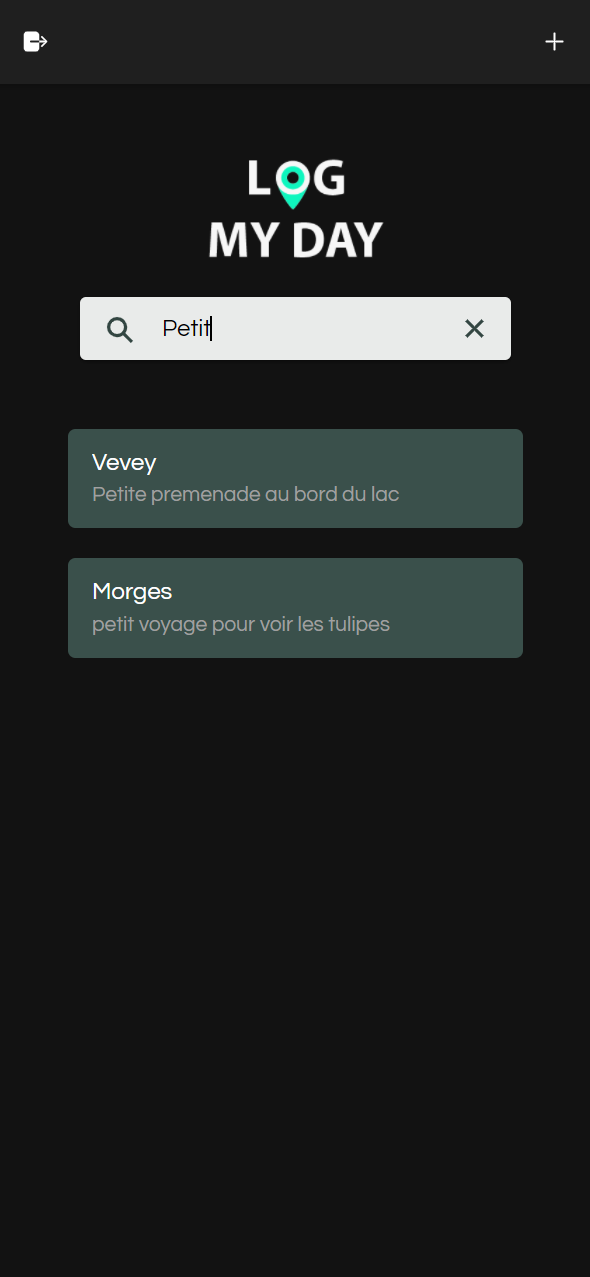 LOG
MY DAY
Petit
Vevey
Petite premenade au bord du lac
Morges
petit voyage pour voir les tulipes